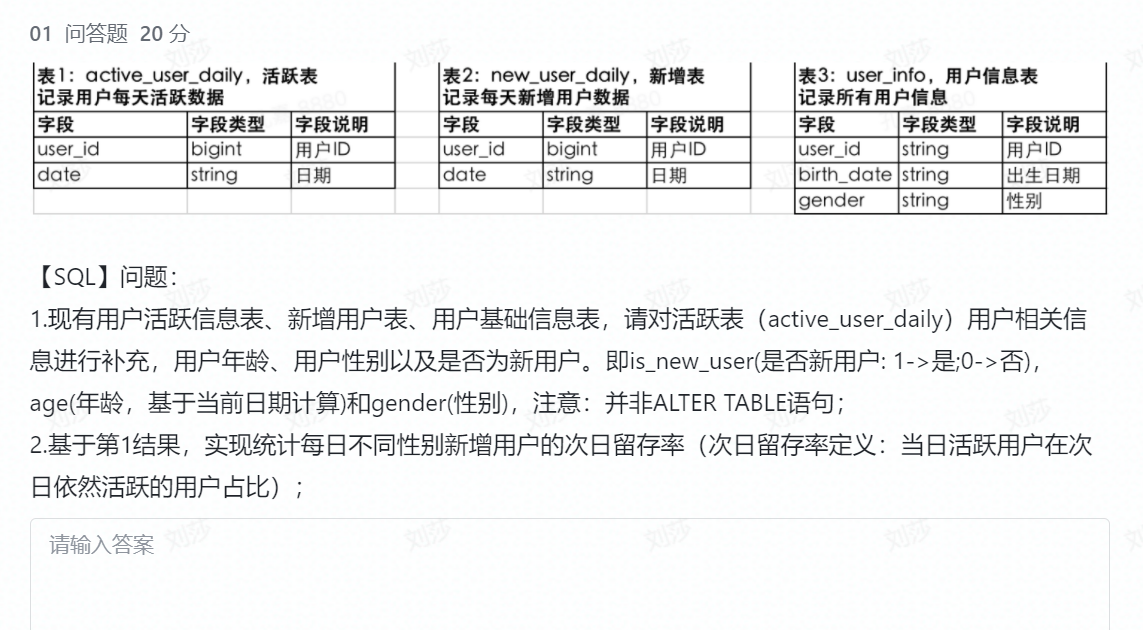 01 问答题 20 分
表1：active_user_daily，活跃表
记录用户每天活跃数据
字段 字段类型 字段说明
user_id bigint 用户ID
date string 日期
表2：new_user_daily，新增表
记录每天新增用户数据
字段 字段类型 字段说明
user_id bigint 用户ID
date string 日期
表3：user_info，用户信息表
记录所有用户信息
字段 字段类型 字段说明
user_id string 用户ID
birth_date string 出生日期
gender string 性别
【SQL】问题：
1.现有用户活跃信息表、新增用户表、用户基础信息表，请对活跃表（active_user_daily）用户相关信
息进行补充，用户年龄、用户性别以及是否为新用户。即is_new_user(是否新用户: 1->是;0->否)，
age(年龄，基于当前日期计算)和gender(性别)，注意：并非ALTER TABLE语句；
2.基于第1结果，实现统计每日不同性别新增用户的次日留存率（次日留存率定义：当日活跃用户在次
日依然活跃的用户占比）；
请输入答案
刘莎